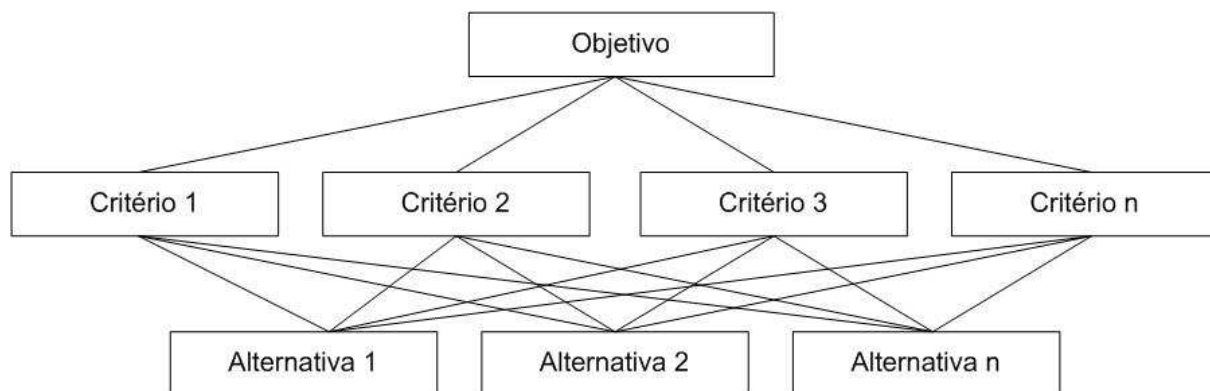 Objetivo
Critério 1
Critério 2
Critério 3
Critério n
Alternativa 1
Alternativa 2
Alternativa n